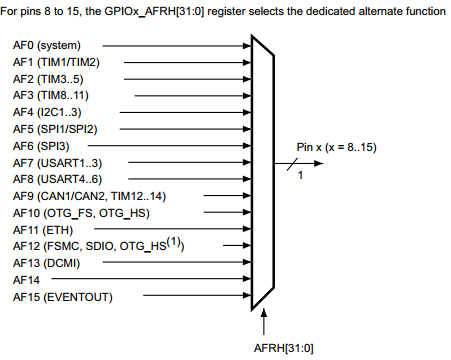 For pins 8 to 15, the GPIOx_AFRH[31:0] register selects the dedicated alternate function
AF0 (system)
AF1 (TIM1/TIM2)
AF2 (TIM3..5)
AF3 (TIM8..11)
AF4 (I2C1..3)
AF5 (SPI1/SPI2)
AF6 (SPI3)
AF7 (USART1..3)
AF8 (USART4..6)
AF9 (CAN1/CAN2, TIM12..14)
AF10 (OTG_FS, OTG_HS)
AF11 (ETH)
AF12 (FSMC, SDIO, OTG_HS(1))
AF13 (DCMI)
AF14
AF15 (EVENTOUT)
Pin x (x = 8..15)
1
AFRH[31:0]